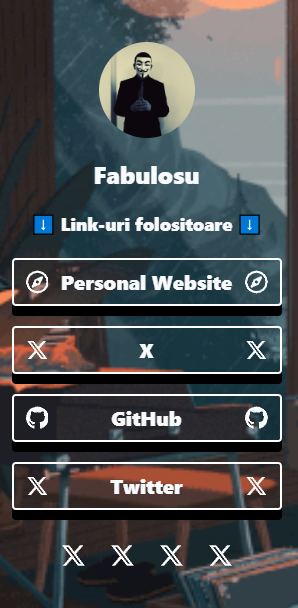 Fabulosu
⬇️ Link-uri folositoare ⬇️
Personal Website
X
GitHub
Twitter